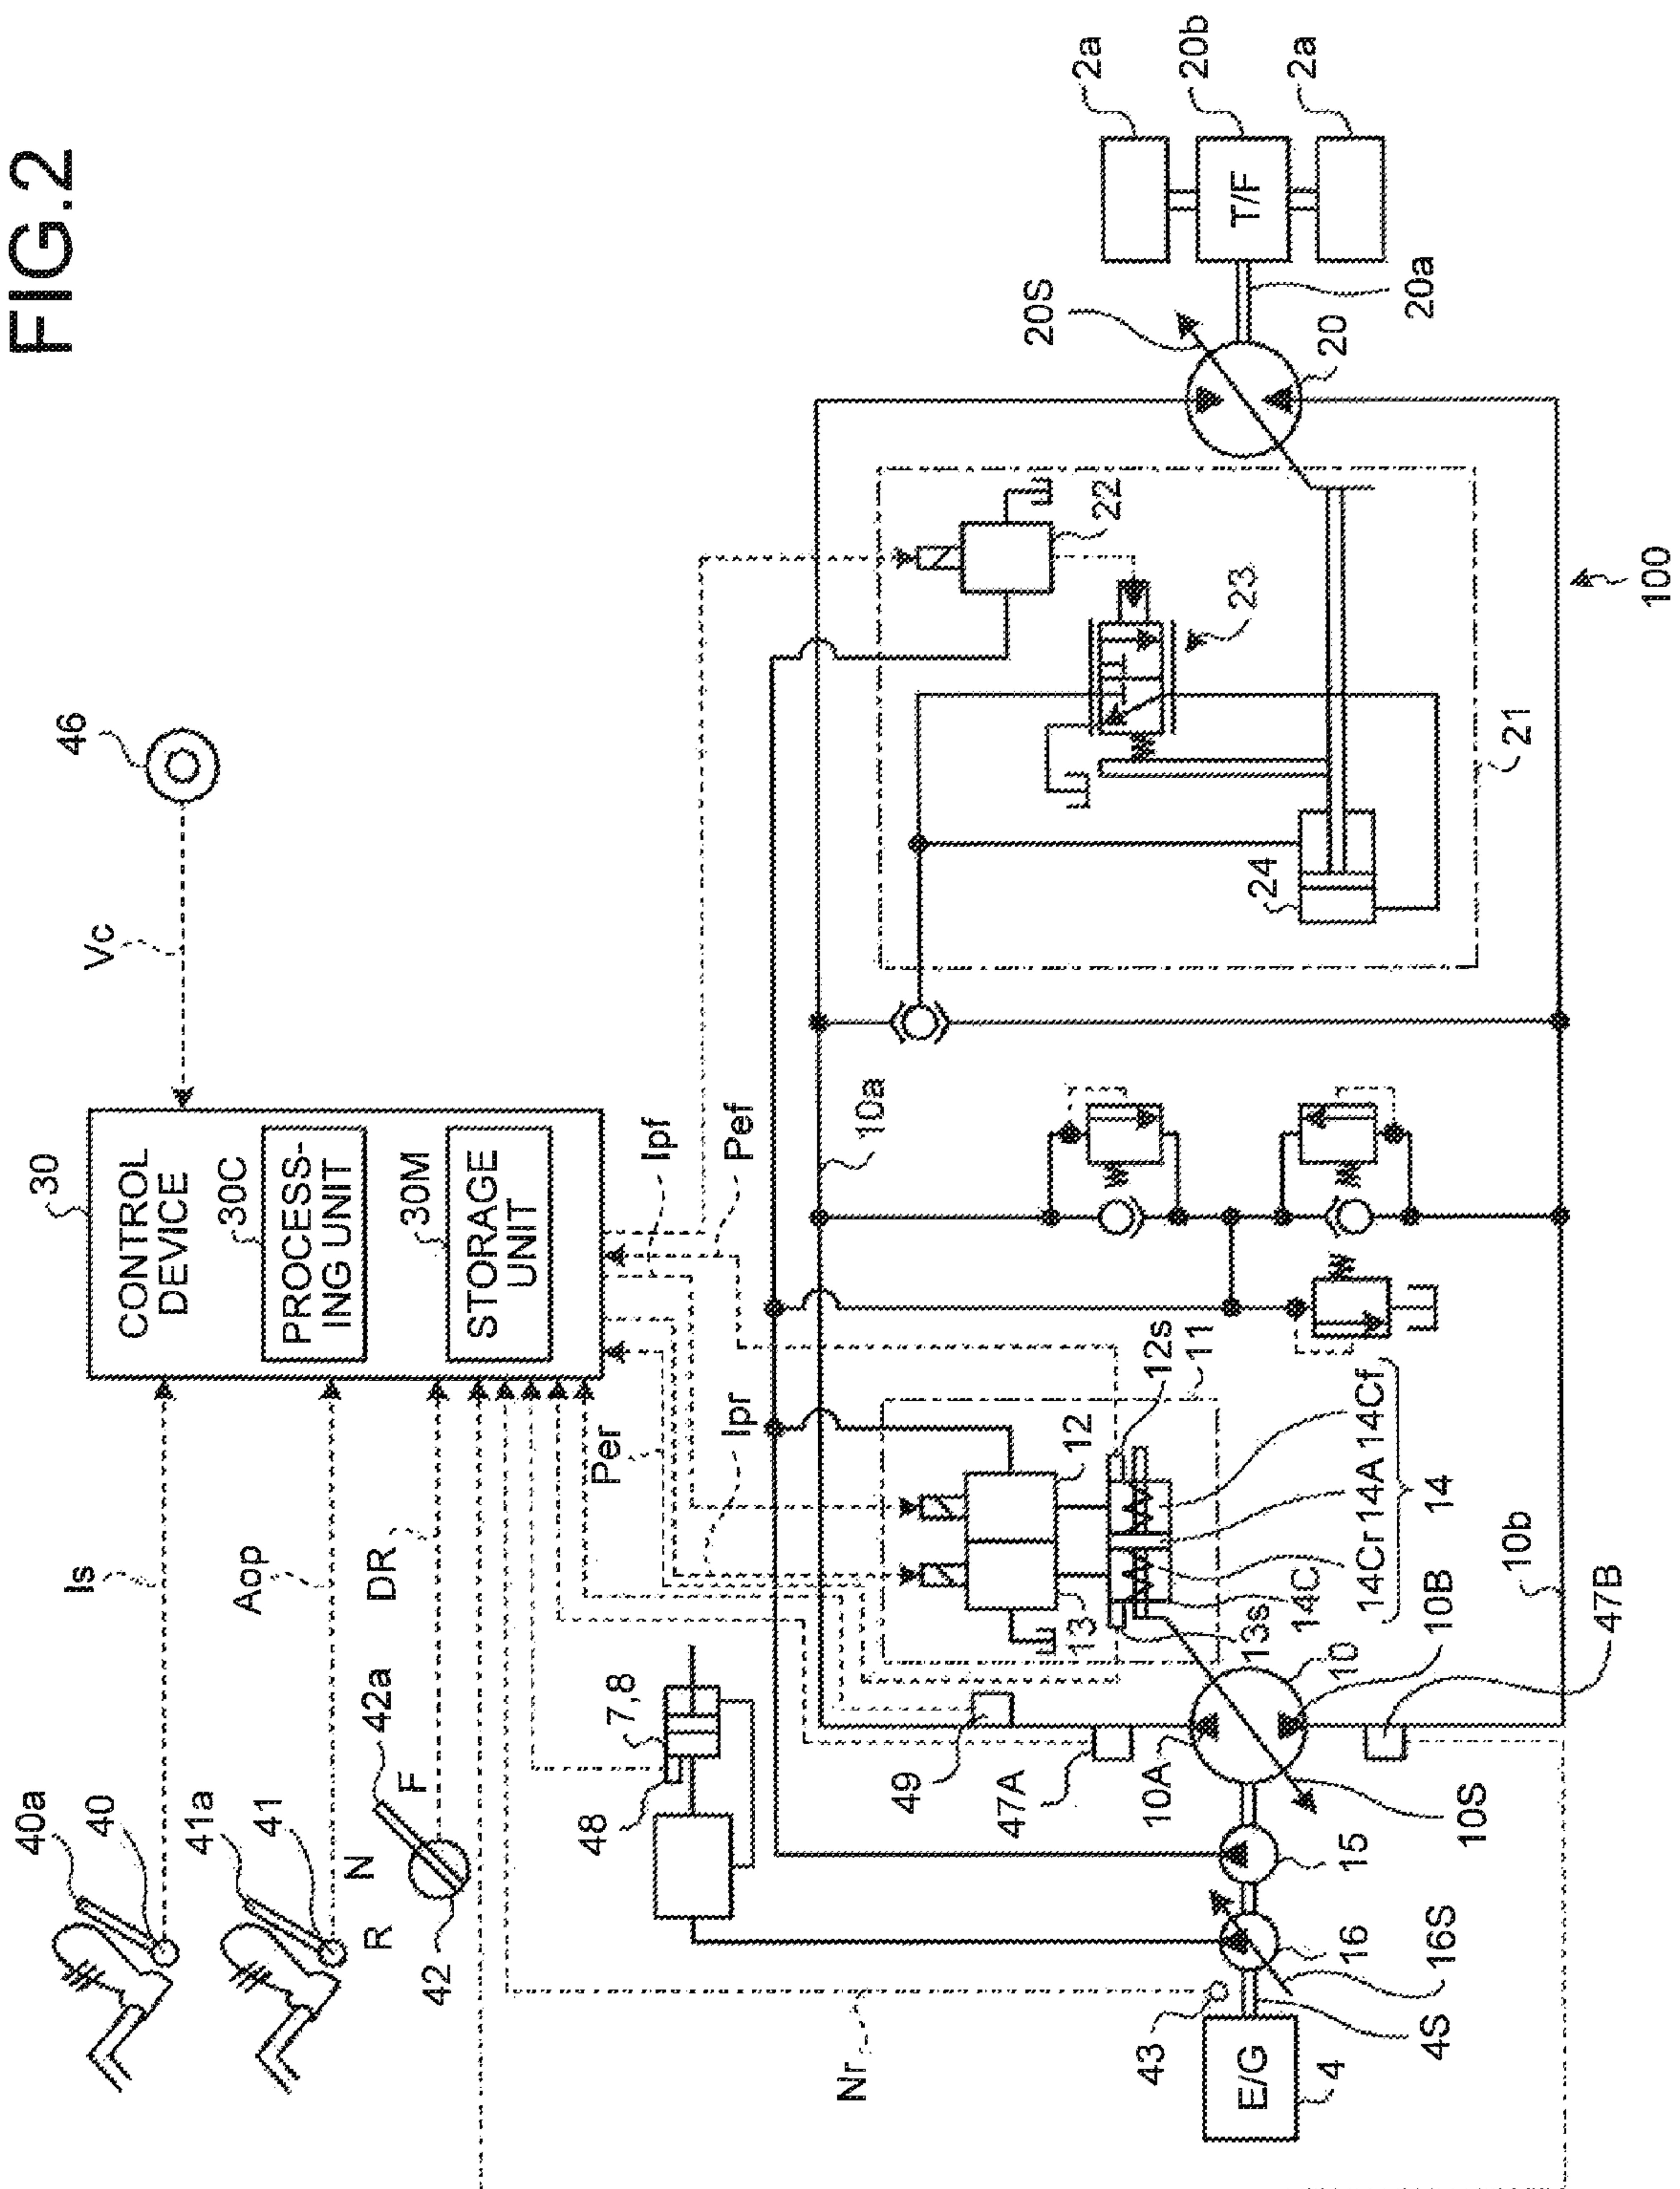 FIG.2
46
Vc
30
CONTROL
DEVICE
30C
PROCESS-
ING UNIT
30M
STORAGE
UNIT
40a
40
Is
41a
41
Aop
R
N
F
42a
42
DR
Per
Ipr
Ipf
Pef
Nr
7,8
48
49
47A
10A
10a
43
E/G
4
4S
16
16S
15
10S
10
10B
47B
10b
13
12
13s
12s
11
14C
14Cr
14A
14Cf
14
22
23
24
21
20S
20
20a
20b
T/F
2a
2a
100